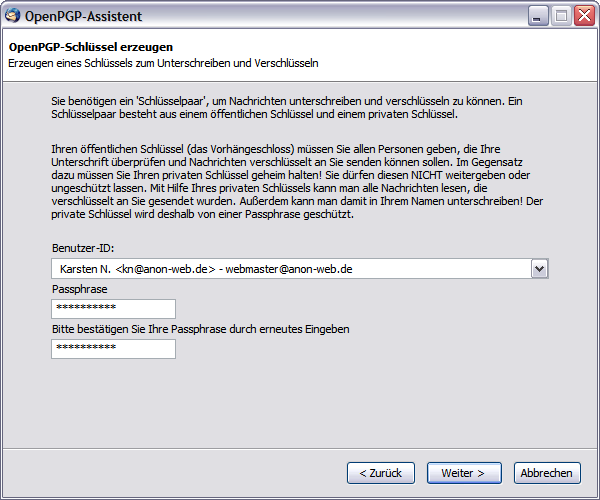 OpenPGP-Assistent
OpenPGP-Schlüssel erzeugen
Erzeugen eines Schlüssels zum Unterschreiben und Verschlüsseln
Sie benötigen ein 'Schlüsselpaar', um Nachrichten unterschreiben und verschlüsseln zu können. Ein
Schlüsselpaar besteht aus einem öffentlichen Schlüssel und einem privaten Schlüssel.
Ihren öffentlichen Schlüssel (das Vorhängeschloss) müssen Sie allen Personen geben, die Ihre
Unterschrift überprüfen und Nachrichten verschlüsselt an Sie senden können sollen. Im Gegensatz
dazu müssen Sie Ihren privaten Schlüssel geheim halten! Sie dürfen diesen NICHT weitergeben oder
ungeschützt lassen. Mit Hilfe Ihres privaten Schlüssels kann man alle Nachrichten lesen, die
verschlüsselt an Sie gesendet wurden. Außerdem kann man damit in Ihrem Namen unterschreiben! Der
private Schlüssel wird deshalb von einer Passphrase geschützt.
Benutzer-ID:
Karsten N. <kn@anon-web.de> - webmaster@anon-web.de
Passphrase
**********
Bitte bestätigen Sie Ihre Passphrase durch erneutes Eingeben
**********
< Zurück
Weiter >
Abbrechen